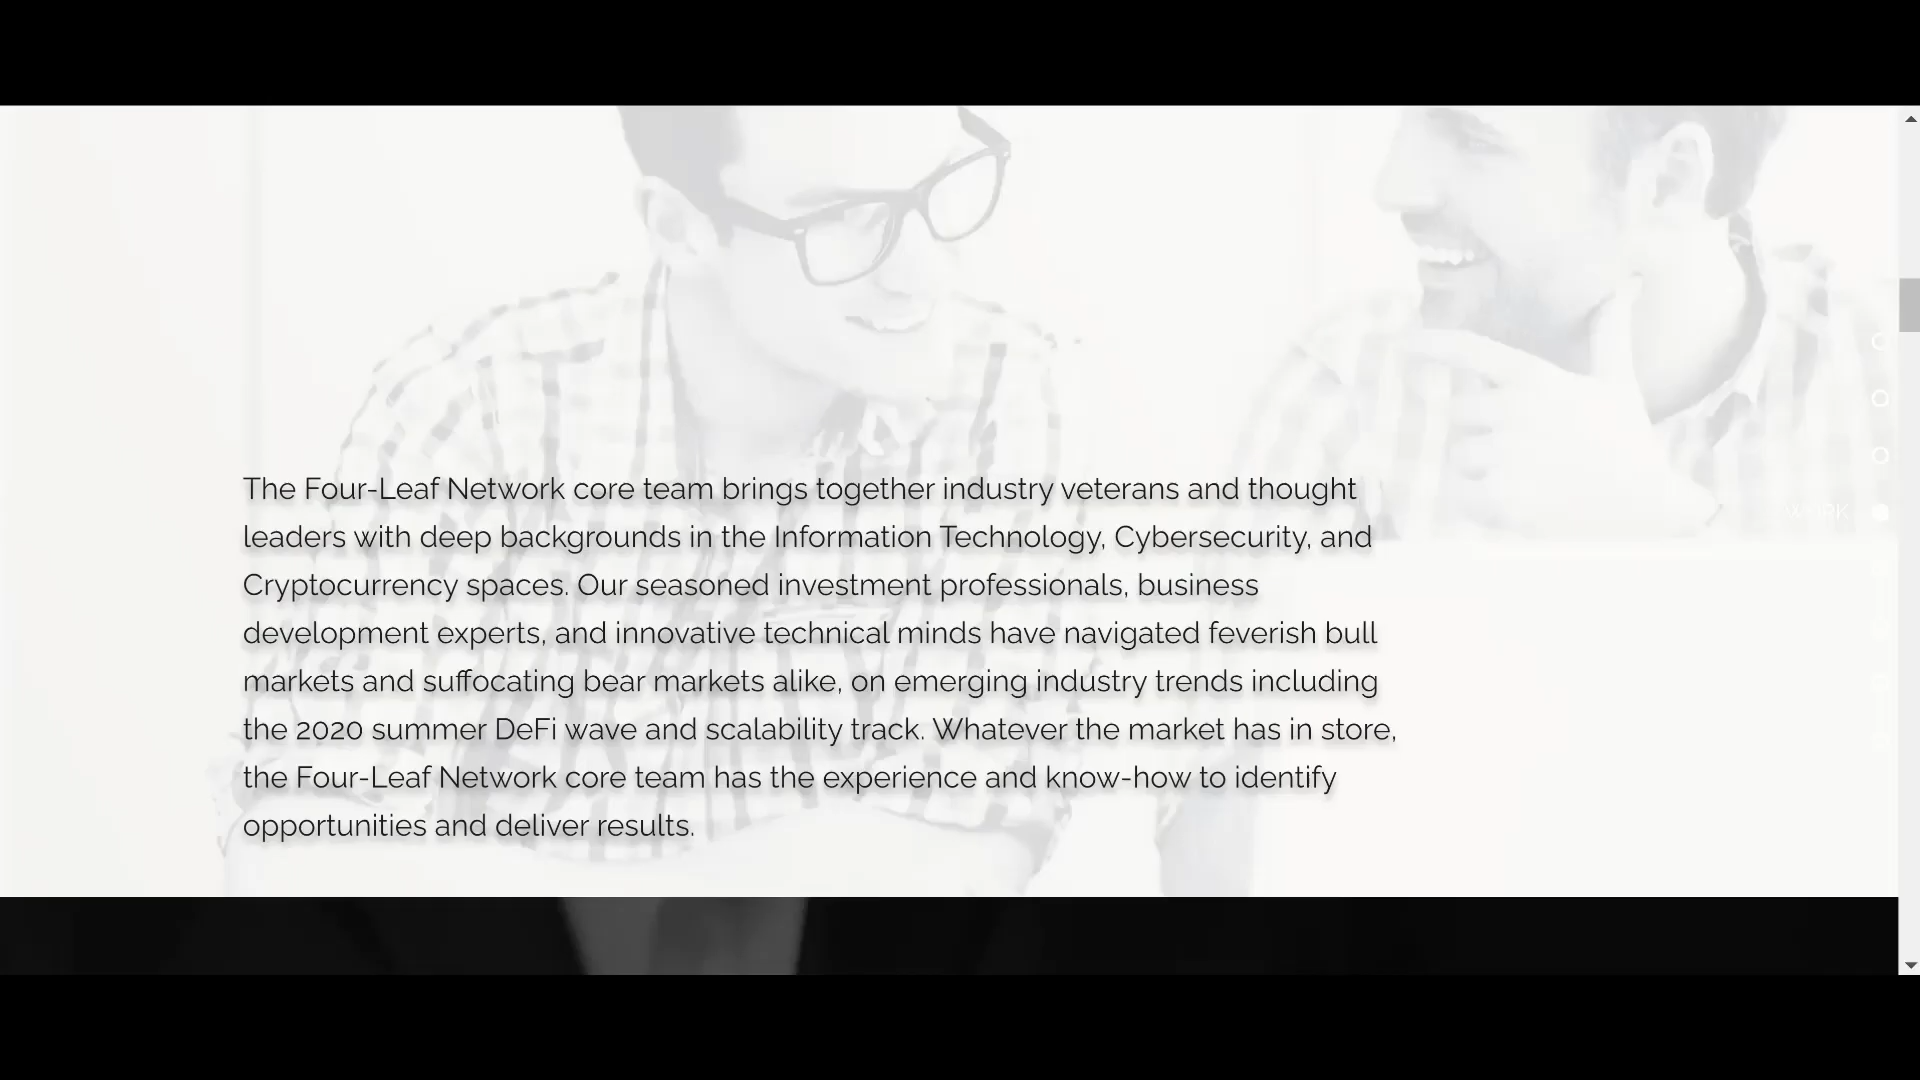 The Four-Leaf Network core team brings together industry veterans and thought
leaders with deep backgrounds in the Information Technology, Cybersecurity, and
Cryptocurrency spaces. Our seasoned investment professionals, business
development experts, and innovative technical minds have navigated feverish bull
markets and suffocating bear markets alike, on emerging industry trends including
the 2020 summer DeFi wave and scalability track. Whatever the market has in store,
the Four-Leaf Network core team has the experience and know-how to identify
opportunities and deliver results.
WORK